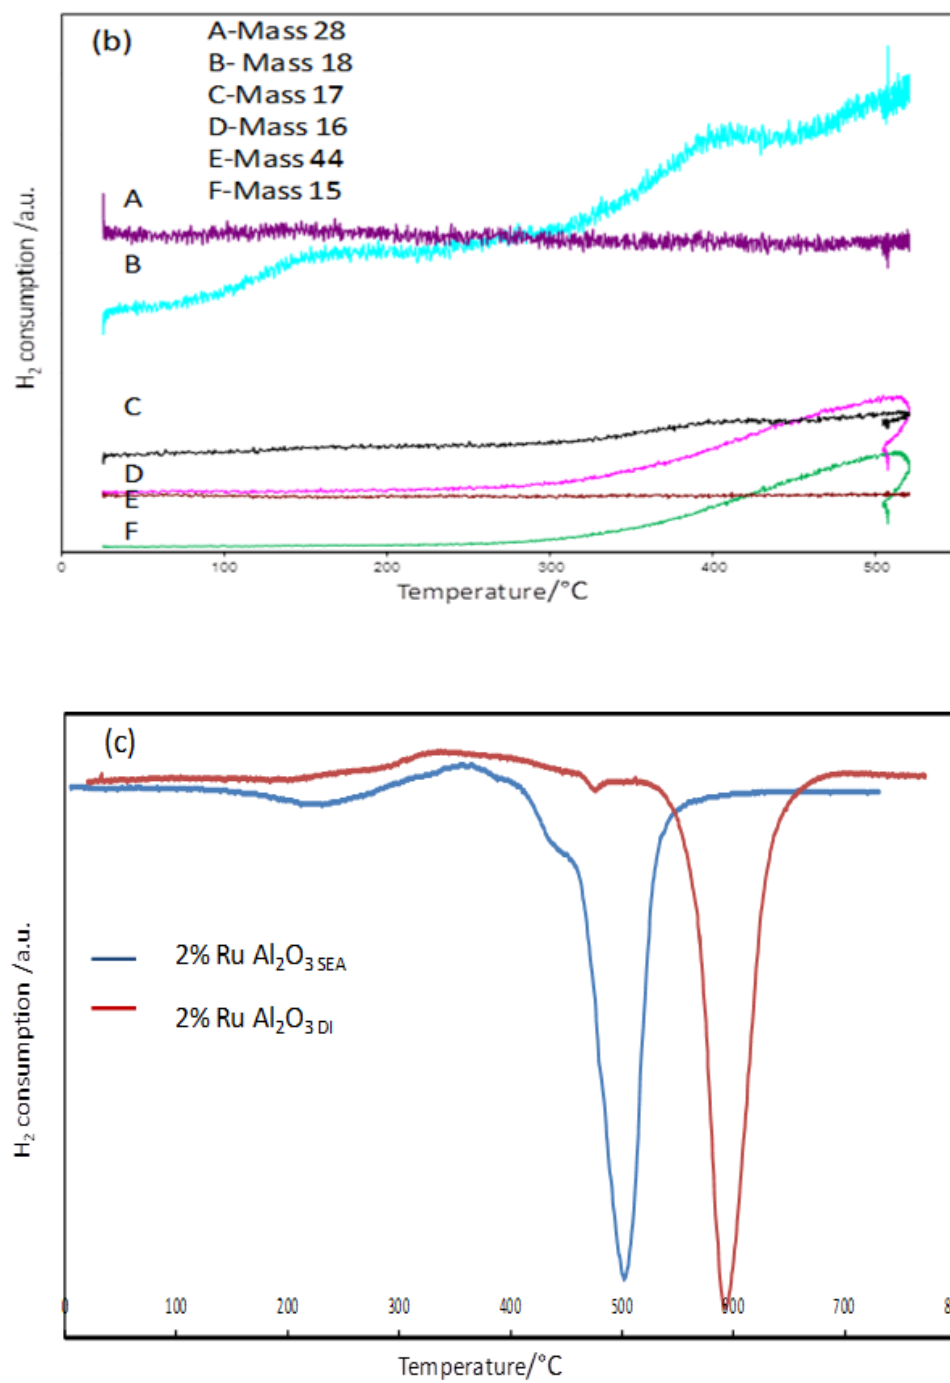 (b)
A-Mass 28
B- Mass 18
C-Mass 17
D-Mass 16
E-Mass 44
F-Mass 15
A
B
C
D
E
F
H2 consumption /a.u.
0 100 200 300 400 500
Temperature/°C
(c)
2% Ru Al2O3 SEA
2% Ru Al2O3 DI
H2 consumption /a.u.
0 100 200 300 400 500 600 700 8
Temperature/°C